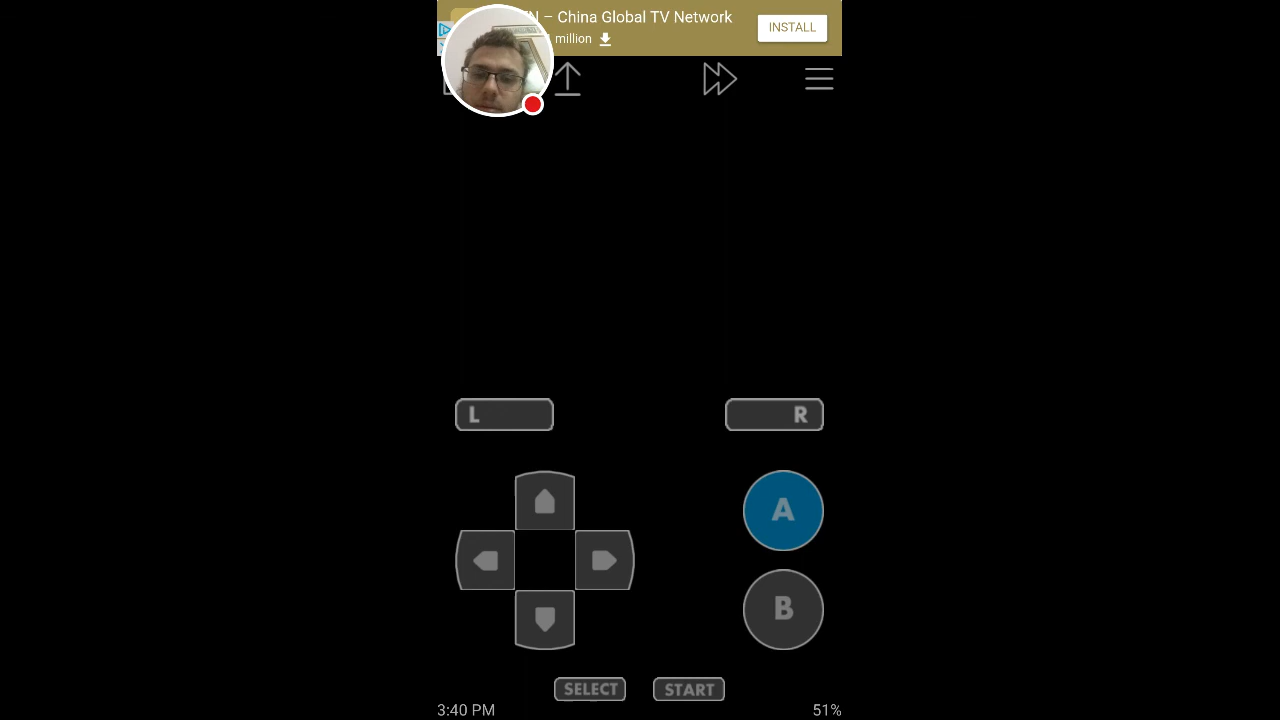 – China Global TV Network
million
INSTALL
L
R
A
B
SELECT
START
3:40 PM
51%